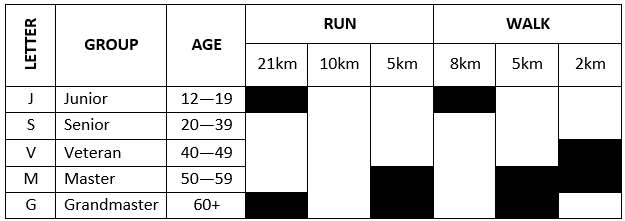 LETTER GROUP AGE RUN WALK
21km 10km 5km 8km 5km 2km
J Junior 12—19
S Senior 20—39
V Veteran 40—49
M Master 50—59
G Grandmaster 60+